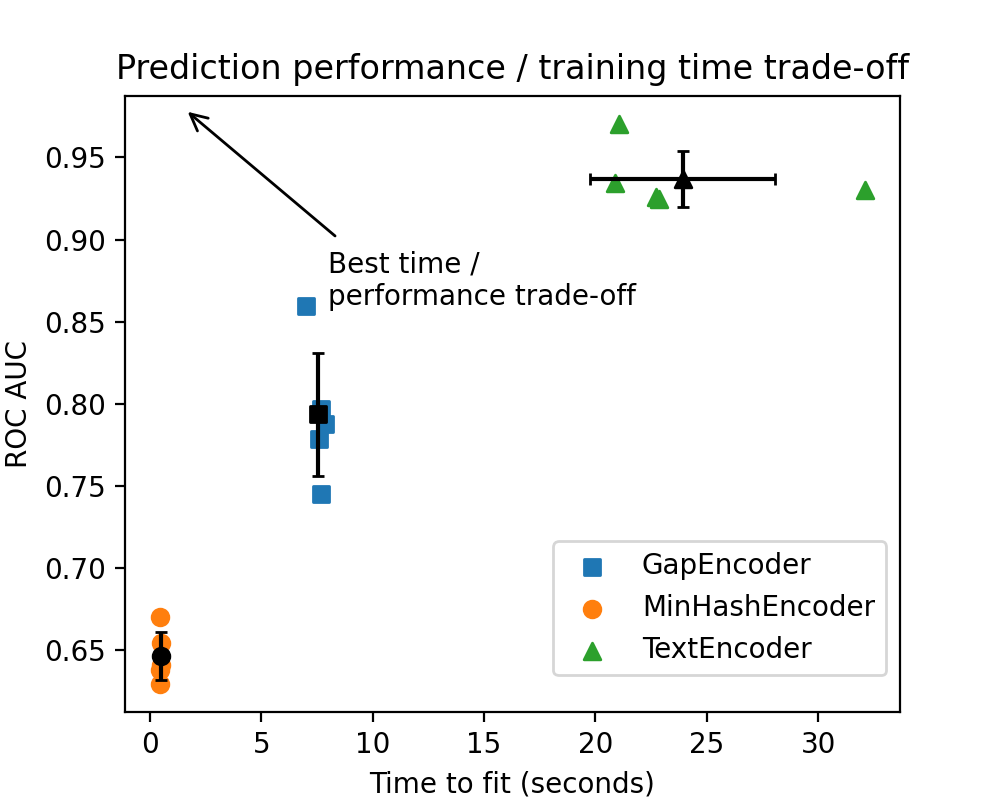 Prediction performance / training time trade-off
0.95
0.90
0.85
0.80
0.75
0.70
0.65
ROC AUC
Best time /
performance trade-off
GapEncoder
MinHashEncoder
TextEncoder
0
5
10
15
20
25
30
Time to fit (seconds)